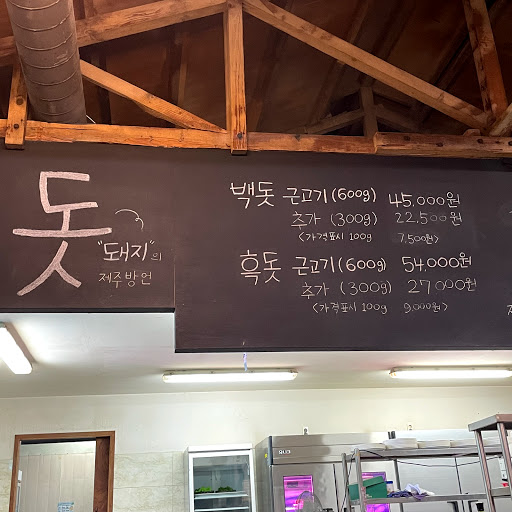 돗
"돼지"의
제주방언
백돗 근고기(600g) 45,000원
추가 (300g) 22,500원
<가격표시 100g 7,500원>
흑돗 근고기(600g) 54,000원
추가 (300g) 27000원
<가격표시 100g 9,000원>